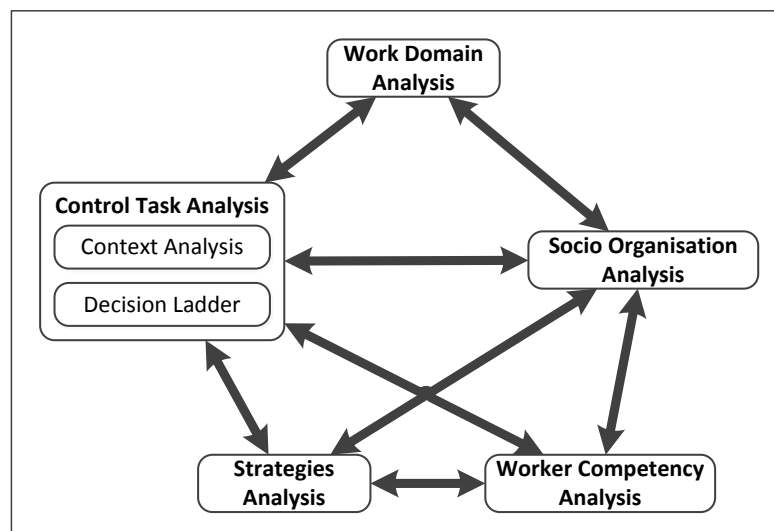 Work Domain
Analysis
Control Task Analysis
Context Analysis
Decision Ladder
Socio Organisation
Analysis
Strategies
Analysis
Worker Competency
Analysis